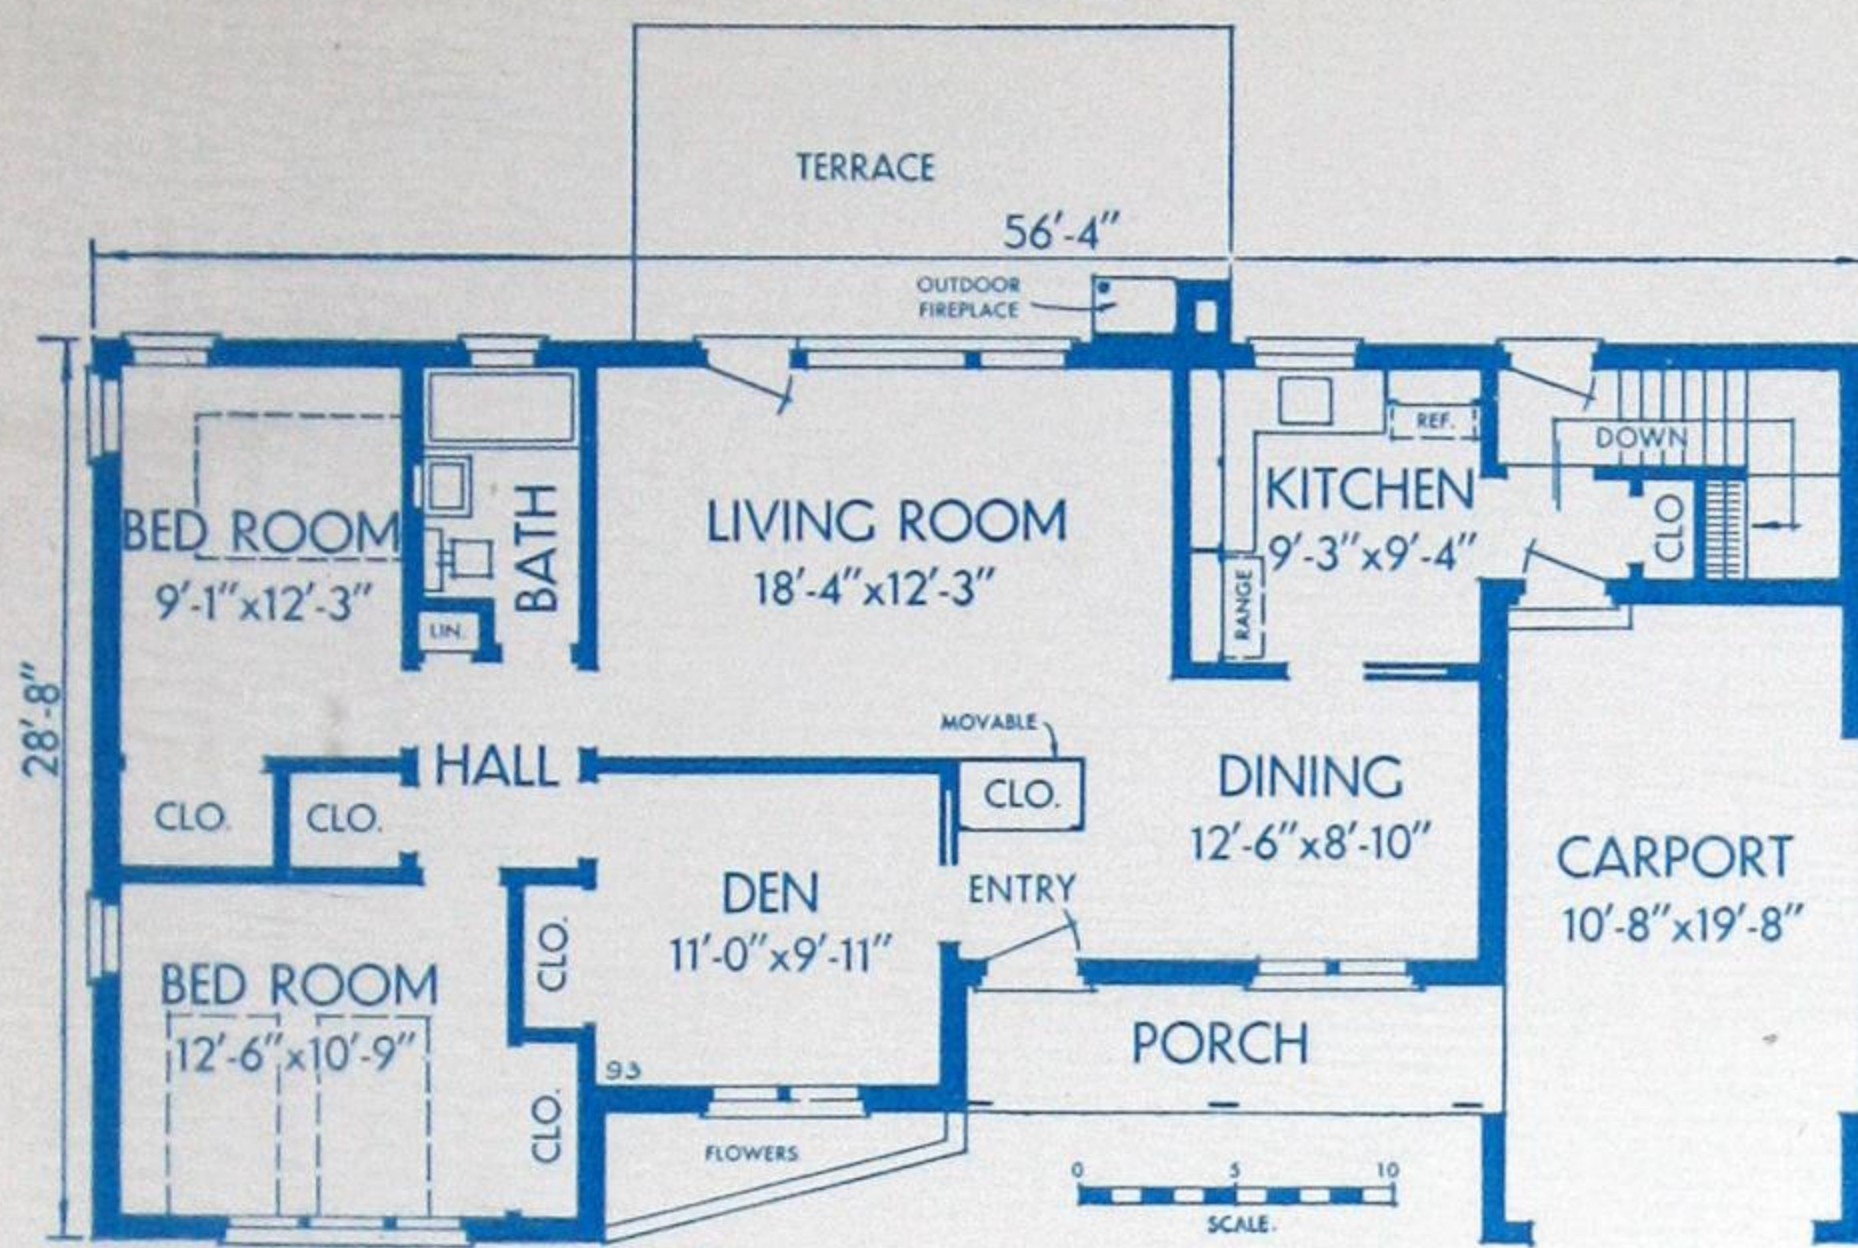 TERRACE
56'-4"
OUTDOOR
FIREPLACE
REF.
DOWN
KITCHEN
9'-3"x9'-4"
CLO
RANGE
BED ROOM
9'-1"x12'-3"
BATH
LIN.
LIVING ROOM
18'-4"x12'-3"
28'-8"
MOVABLE
HALL
CLO.
CLO.
CLO.
DINING
12'-6"x8'-10"
DEN
11'-0"x9'-11"
ENTRY
CARPORT
10'-8"x19'-8"
CLO.
BED ROOM
12'-6"x10'-9"
CLO.
93
PORCH
FLOWERS
0 5 10
SCALE.